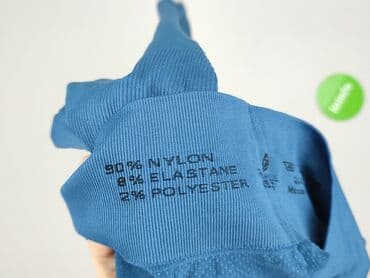 90% NYLON
8% ELASTANE
2% POLYESTER